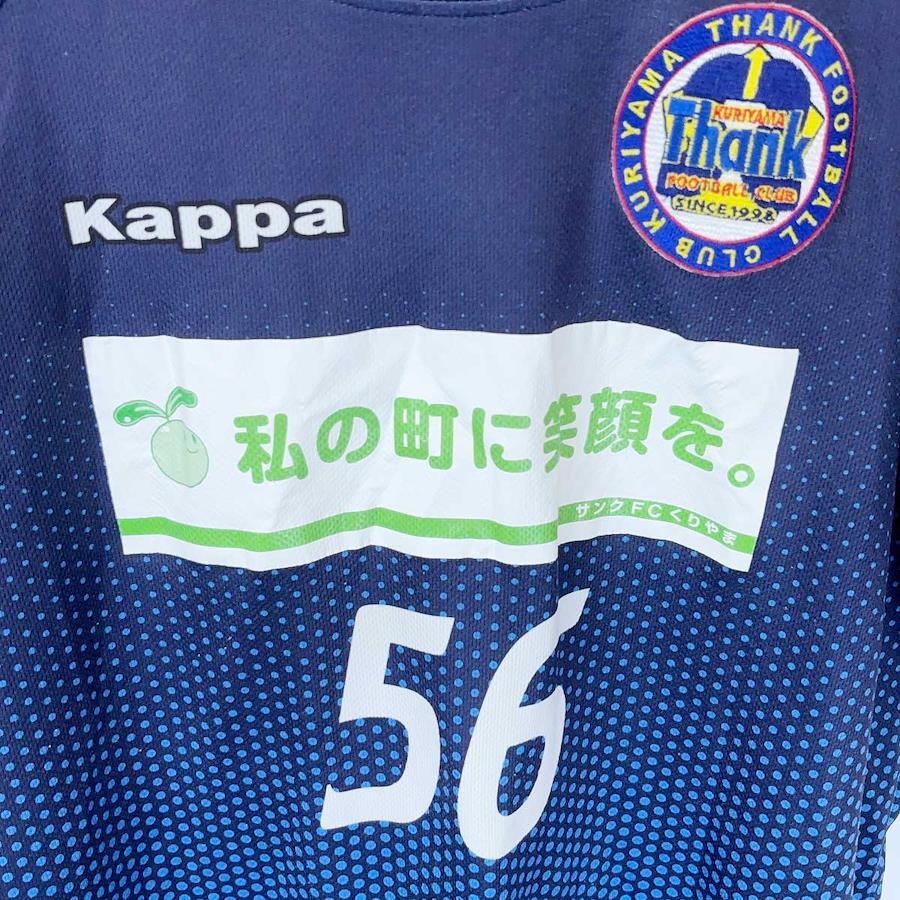 KURIYAMA THANK FOOTBALL CLUB
KURIYAMA
Thank
FOOTBALL CLUB
SINCE.1998
Kappa
私の町に笑顔を。
サンクFCくりやま
56